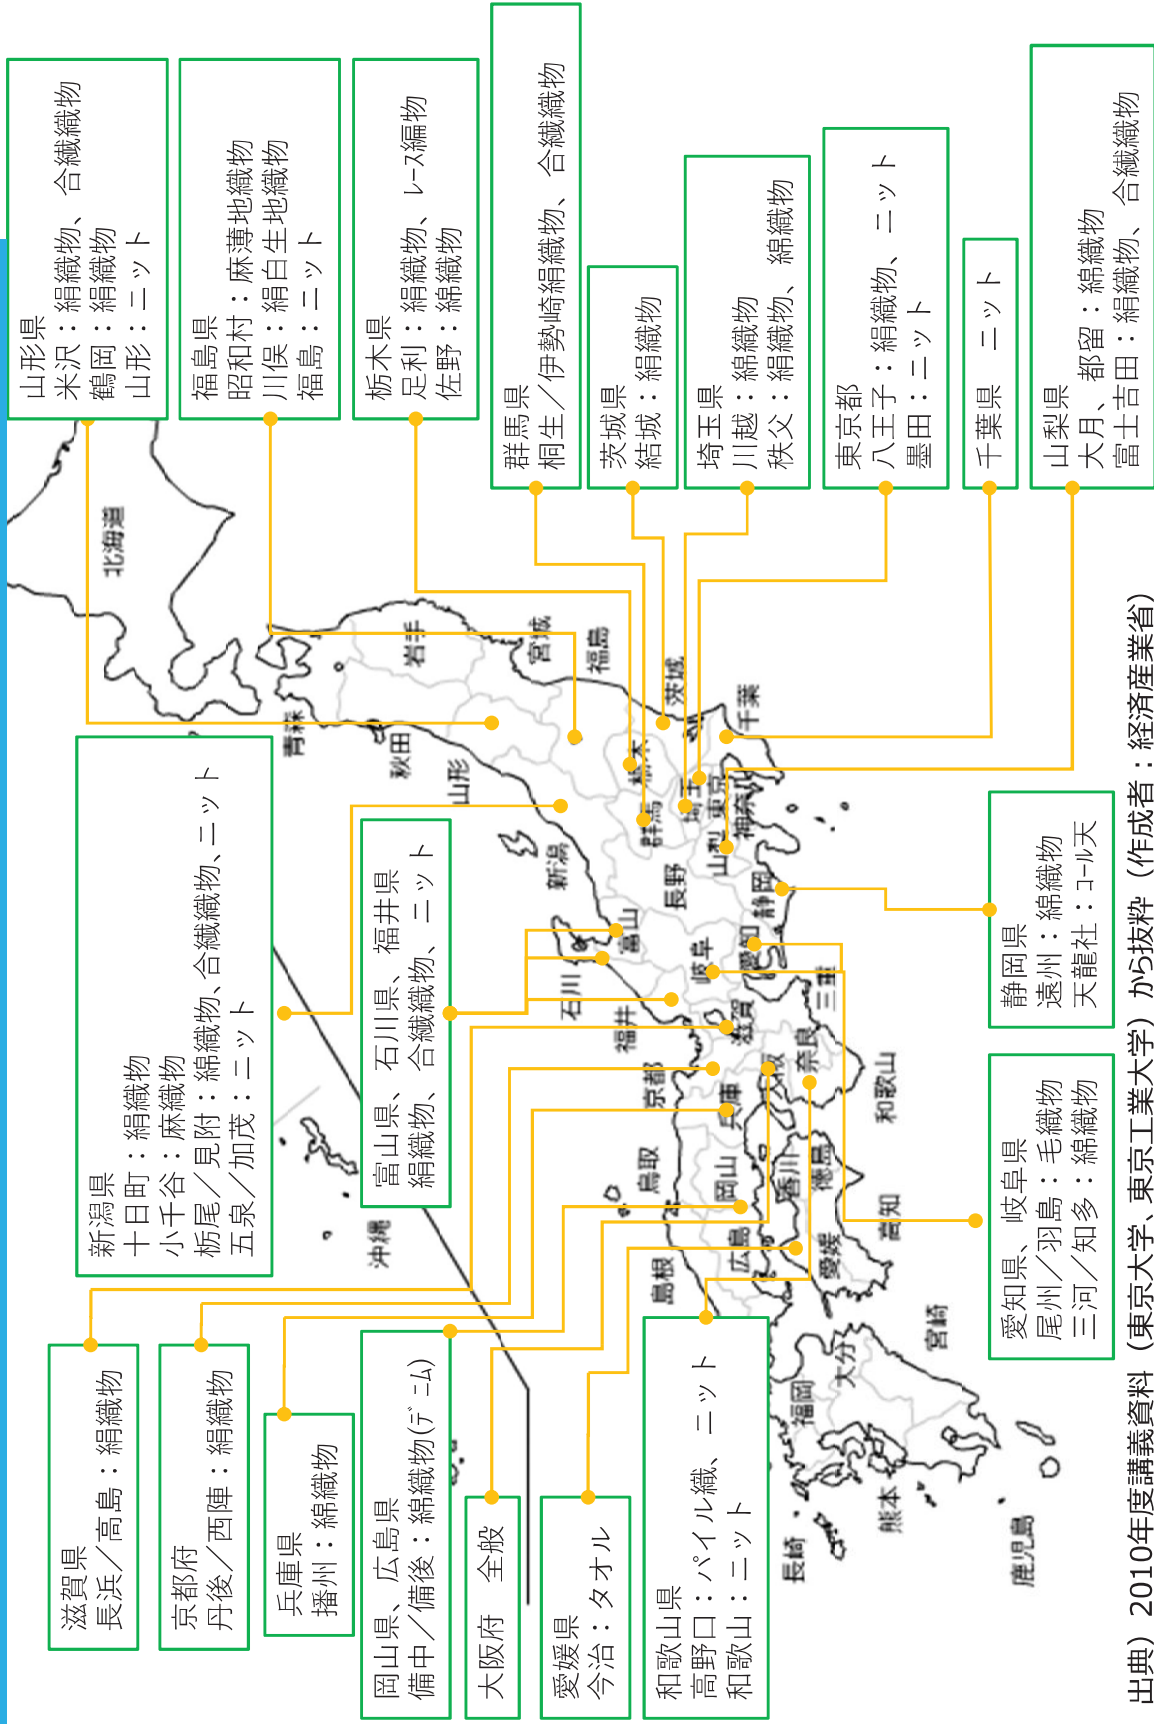 滋賀県
長浜／高島：絹織物
京都府
丹後／西陣：絹織物
兵庫県
播州：綿織物
岡山県、広島県
備中／備後：綿織物(デニム)
大阪府　全般
愛媛県
今治：タオル
和歌山県
高野口：パイル織、ニット
和歌山：ニット
新潟県
十日町：絹織物
小千谷：麻織物
栃尾／見附：綿織物、合繊織物、ニット
五泉／加茂：ニット
富山県、石川県、福井県
絹織物、合繊織物、ニット
愛知県、岐阜県
尾州／羽島：毛織物
三河／知多：綿織物
静岡県
遠州：綿織物
天龍社：コール天
山形県
米沢：絹織物、合繊織物
鶴岡：絹織物
山形：ニット
福島県
昭和村：麻薄地織物
川俣：絹白生地織物
福島：ニット
栃木県
足利：絹織物、レース編物
佐野：綿織物
群馬県
桐生／伊勢崎絹織物、合繊織物
茨城県
結城：絹織物
埼玉県
川越：綿織物
秩父：絹織物、綿織物
東京都
八王子：絹織物、ニット
墨田：ニット
千葉県　ニット
山梨県
大月、都留：綿織物
富士吉田：絹織物、合繊織物
北海道
青森
岩手
秋田
宮城
山形
福島
新潟
栃木
茨城
群馬
埼玉
東京
千葉
神奈川
山梨
長野
静岡
富山
石川
岐阜
愛知
福井
滋賀
三重
京都
奈良
和歌山
兵庫
鳥取
岡山
香川
徳島
島根
広島
愛媛
高知
沖縄
福岡
大分
宮崎
長崎
熊本
鹿児島
出典）2010年度講義資料（東京大学、東京工業大学）から抜粋（作成者：経済産業省）